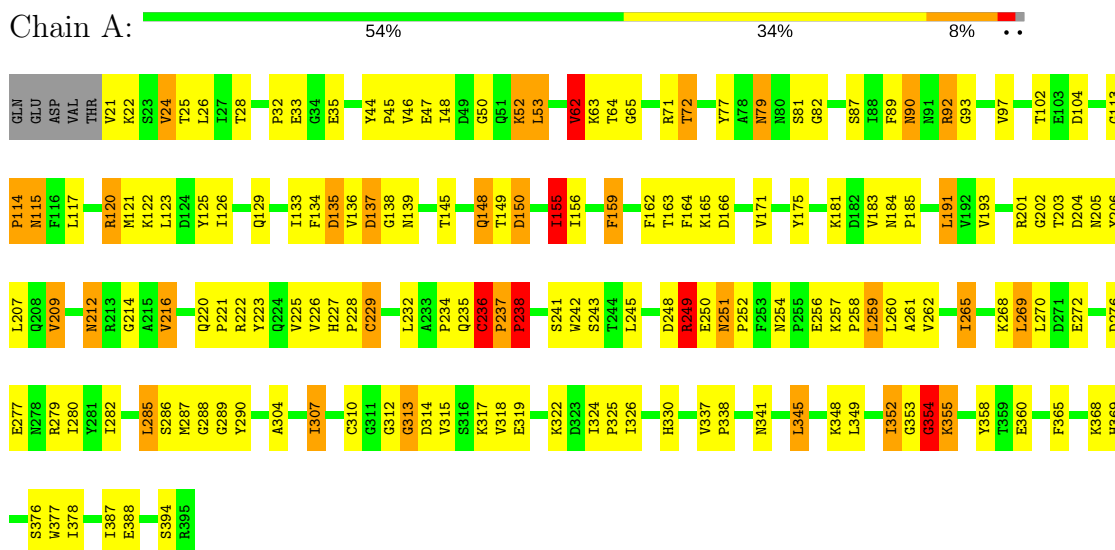 Chain A:
54% 34% 8% • •
GLN GLU ASP VAL THR V21 K22 S23 V24 T25 L26 I27 T28 P32 E33 G34 E35 Y44 P45 V46 E47 I48 D49 G50 Q51 K52 L53 V62 K63 T64 G65 R71 T72 Y77 A78 N79 N80 S81 G82 S87 I88 F89 N90 N91 R92 G93 V97 T102 E103 D104 C113
P114 N115 F116 L117 R120 M121 K122 L123 D124 Y125 I126 Q129 I133 F134 D135 V136 D137 G138 N139 T145 Q148 T149 D150 I155 I156 F159 F162 T163 F164 K165 D166 V171 Y175 K181 D182 V183 N184 P185 L191 V192 V193 R201 G202 T203 D204 N205 Y206
L207 Q208 V209 N212 R213 G214 A215 V216 Q220 P221 R222 Y223 Q224 V225 V226 H227 P228 C229 L232 A233 P234 Q235 C236 P237 P238 S241 W242 S243 T244 L245 D248 R249 E250 N251 P252 F253 N254 P255 E256 K257 P258 L259 L260 A261 V262 I265 K268 L269 L270 D271 E272 D276
E277 N278 R279 I280 Y281 I282 L285 S286 M287 G288 G289 Y290 A304 I307 G310 G311 G312 G313 D314 V315 S316 K317 V318 E319 K322 D323 I324 P325 I326 H330 V337 P338 N341 L345 K348 L349 I352 G353 G354 K355 Y358 T359 E360 F365 K368 H369
S376 W377 I378 I387 E388 S394 R395